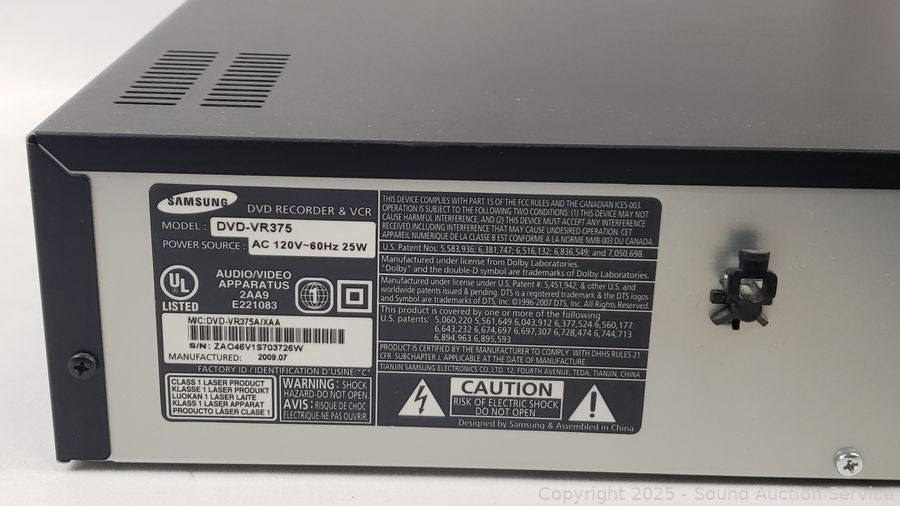 SAMSUNG
DVD RECORDER & VCR
MODEL : DVD-VR375
POWER SOURCE : AC 120V~60Hz 25W
UL
LISTED
AUDIO/VIDEO
APPARATUS
2AA9
E221083
1
M/C:DVD-VR375A/XAA
S/N: ZAO46V1S703726W
MANUFACTURED: 2009.07
FACTORY ID / IDENTIFICATION D'USINE: "C"
CLASS 1 LASER PRODUCT
KLASSE 1 LASER PRODUKT
LUOKAN 1 LASER LAITE
KLASS 1 LASER APPARAT
PRODUCTO LÁSER CLASE 1
WARNING: SHOCK
HAZARD-DO NOT OPEN.
AVIS: RISQUE DE CHOC
ÉLECTRIQUE-NE PAS OUVRIR.
THIS DEVICE COMPLIES WITH PART 15 OF THE FCC RULES AND THE CANADIAN ICES-003.
OPERATION IS SUBJECT TO THE FOLLOWING TWO CONDITIONS: (1) THIS DEVICE MAY NOT
CAUSE HARMFUL INTERFERENCE, AND (2) THIS DEVICE MUST ACCEPT ANY INTERFERENCE
RECEIVED,INCLUDING INTERFERENCE THAT MAY CAUSE UNDESIRED OPERATION. CET
APPAREIL NUMÉRIQUE DE LA CLASSE B EST CONFORME À LA NORME NMB-003 DU CANADA.
U.S. Patent Nos. 5,583,936; 6,381,747; 6,516,132; 6,836,549; and 7,050,698.
Manufactured under license from Dolby Laboratories.
"Dolby" and the double-D symbol are trademarks of Dolby Laboratories.
Manufactured under license under U.S. Patent #: 5,451,942; & other U.S. and
worldwide patents issued & pending. DTS is a registered trademark & the DTS logos
and Symbol are trademarks of DTS, Inc. ©1996-2007 DTS, Inc. All Rights Reserved.
This product is covered by one or more of the following
U.S. patents: 5,060,220 5,561,649 6,043,912 6,377,524 6,560,177
6,643,232 6,674,697 6,697,307 6,728,474 6,744,713
6,894,963 6,895,593
PRODUCT IS CERTIFIED BY THE MANUFACTURER TO COMPLY WITH DHHS RULES 21
CFR SUBCHAPTER J. APPLICABLE AT THE DATE OF MANUFACTURE.
TIANJIN SAMSUNG ELECTRONICS CO.,LTD. 12, FOURTH AVENUE, TEDA, TIANJIN, CHINA
CAUTION
RISK OF ELECTRIC SHOCK
DO NOT OPEN
Designed by Samsung & Assembled in China
Copyright 2025 - Sound Auction Service